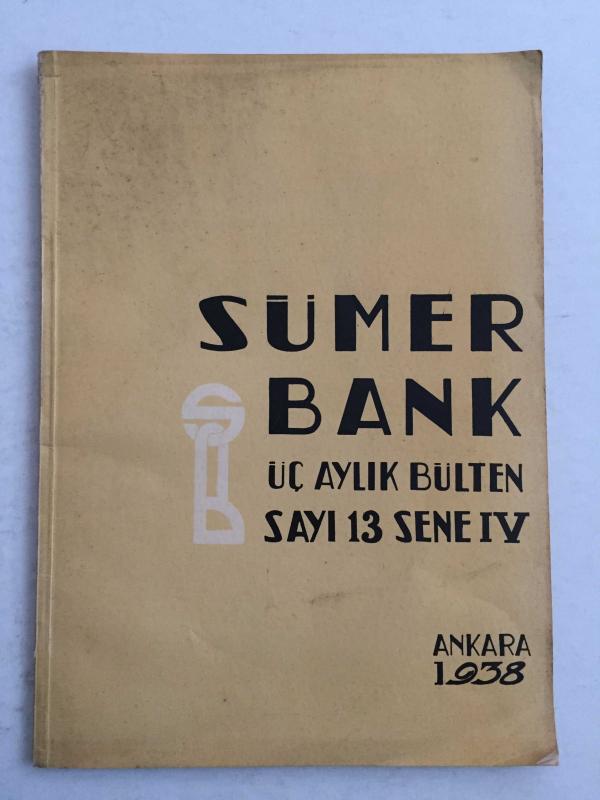 SÜMER
BANK
ÜÇ AYLIK BÜLTEN
SAYI 13 SENE IV
ANKARA
1938